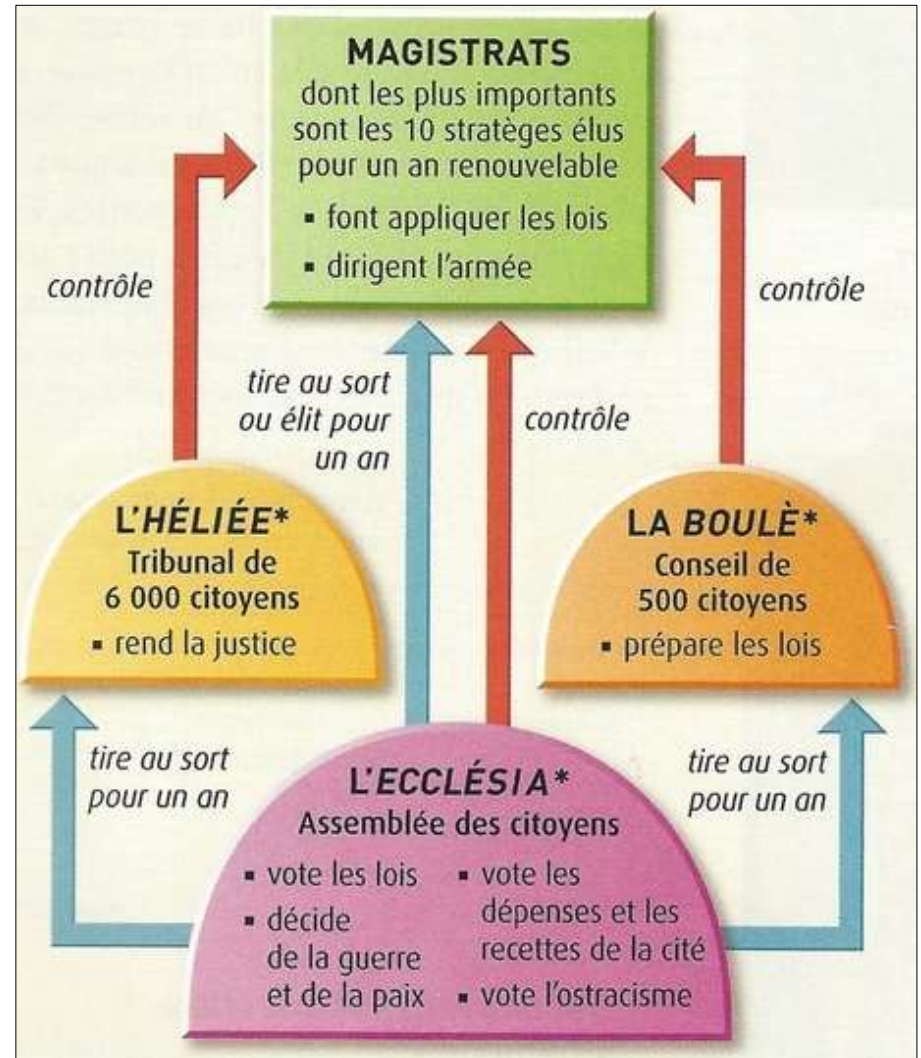 MAGISTRATS
dont les plus importants
sont les 10 stratèges élus
pour un an renouvelable
▪ font appliquer les lois
▪ dirigent l'armée
contrôle
tire au sort
ou élit pour
un an
contrôle
contrôle
L'HÉLIÉE*
Tribunal de
6 000 citoyens
▪ rend la justice
LA BOULÈ*
Conseil de
500 citoyens
▪ prépare les lois
tire au sort
pour un an
tire au sort
pour un an
L'ECCLÉSIA*
Assemblée des citoyens
▪ vote les lois
▪ décide
de la guerre
et de la paix
▪ vote les
dépenses et les
recettes de la cité
▪ vote l'ostracisme